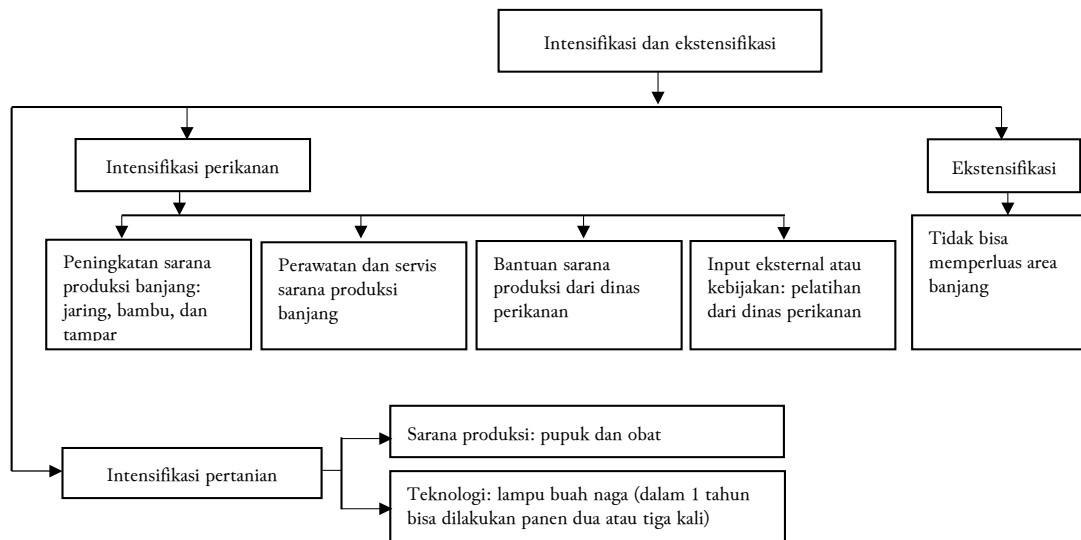 Intensifikasi dan ekstensifikasi
Intensifikasi perikanan
Ekstensifikasi
Peningkatan sarana
produksi banjang:
jaring, bambu, dan
tampar
Perawatan dan servis
sarana produksi
banjang
Bantuan sarana
produksi dari dinas
perikanan
Input eksternal atau
kebijakan: pelatihan
dari dinas perikanan
Tidak bisa
memperluas area
banjang
Intensifikasi pertanian
Sarana produksi: pupuk dan obat
Teknologi: lampu buah naga (dalam 1 tahun
bisa dilakukan panen dua atau tiga kali)